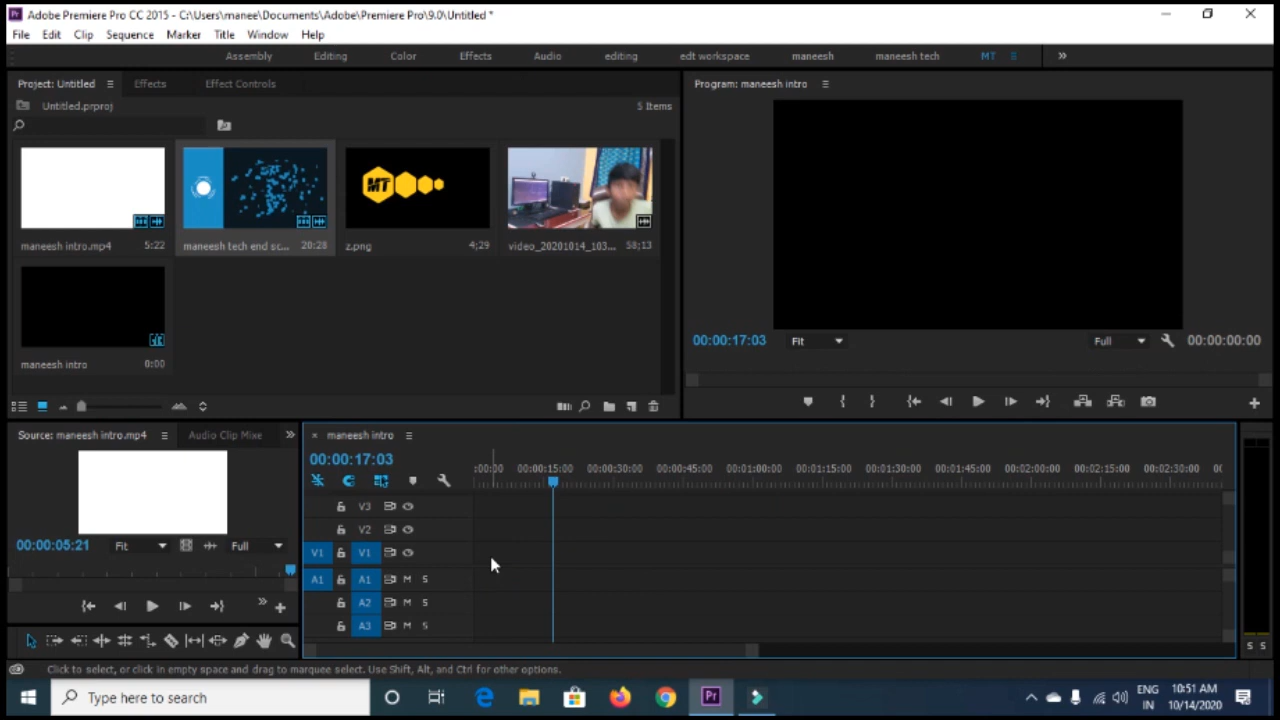 Adobe Premiere Pro CC 2015 - C:\Users\manee\Documents\Adobe\Premiere Pro\9.0\Untitled *
File Edit Clip Sequence Marker Title Window Help
Assembly Editing Color Effects Audio editing edt workspace maneesh maneesh tech MT
Project: Untitled Effects Effect Controls
Untitled.prproj 5 Items
MT
maneesh intro.mp4 5:22
maneesh tech end sc... 20:28
z.png 4;29
video_20201014_103... 58;13
maneesh intro 0:00
Program: maneesh intro
00:00:17:03 Fit Full 00:00:00:00
Source: maneesh intro.mp4 Audio Clip Mixe
00:00:05:21 Fit Full
maneesh intro
00:00:17:03
:00:00 00:00:15:00 00:00:30:00 00:00:45:00 00:01:00:00 00:01:15:00 00:01:30:00 00:01:45:00 00:02:00:00 00:02:15:00 00:02:30:00 00
V3
V2
V1 V1
A1 A1 M S
A2 M S
A3 M S
S S
Click to select, or click in empty space and drag to marquee select. Use Shift, Alt, and Ctrl for other options.
Type here to search
Pr
ENG
IN
10:51 AM
10/14/2020